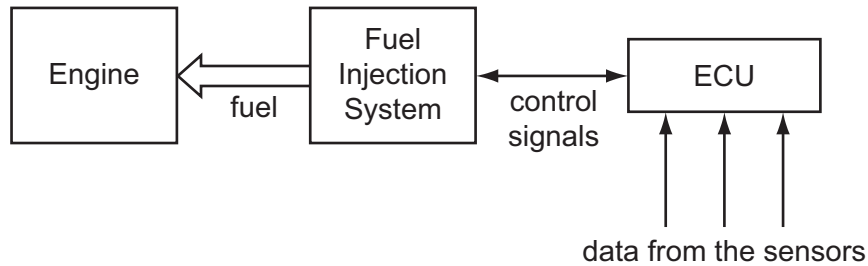 Engine
fuel
Fuel
Injection
System
control
signals
ECU
data from the sensors